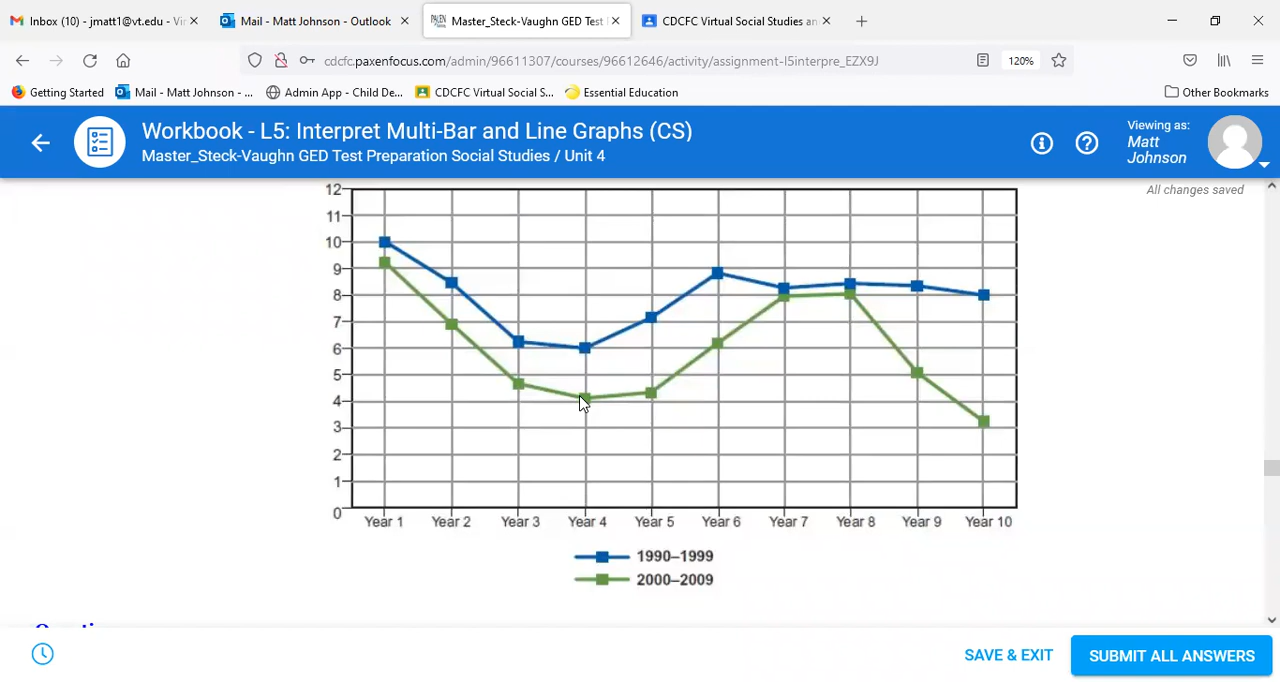 Inbox (10) - jmatt1@vt.edu - Vir
Mail - Matt Johnson - Outlook
PAXEN
Master_Steck-Vaughn GED Test
CDCFC Virtual Social Studies an
cdcfc.paxenfocus.com/admin/96611307/courses/96612646/activity/assignment-l5interpre_EZX9J
120%
Getting Started
Mail - Matt Johnson - ...
Admin App - Child De...
CDCFC Virtual Social S...
Essential Education
Other Bookmarks
Workbook - L5: Interpret Multi-Bar and Line Graphs (CS)
Master_Steck-Vaughn GED Test Preparation Social Studies / Unit 4
Viewing as:
Matt
Johnson
All changes saved
12
11
10
9
8
7
6
5
4
3
2
1
0
Year 1 Year 2 Year 3 Year 4 Year 5 Year 6 Year 7 Year 8 Year 9 Year 10
1990–1999
2000–2009
SAVE & EXIT
SUBMIT ALL ANSWERS